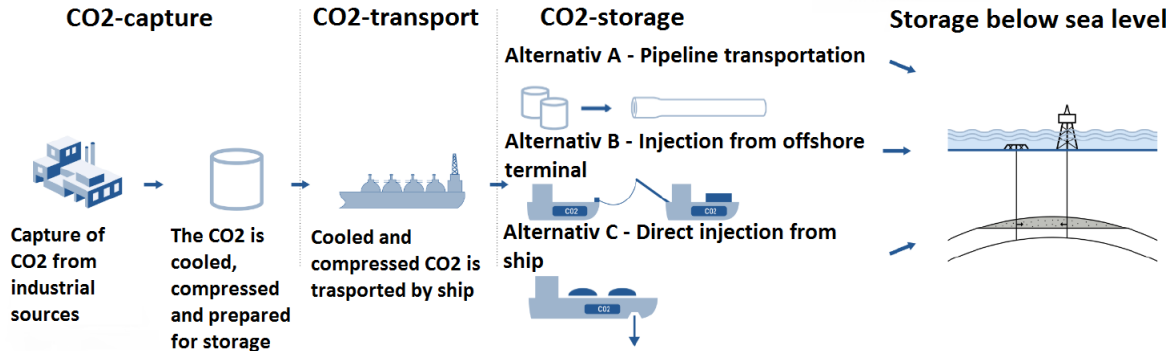 CO2-capture
CO2-transport
CO2-storage
Storage below sea level
Capture of
CO2 from
industrial
sources
The CO2 is
cooled,
compressed
and prepared
for storage
Cooled and
compressed CO2 is
trasported by ship
Alternativ A - Pipeline transportation
Alternativ B - Injection from offshore
terminal
CO2
CO2
Alternativ C - Direct injection from
ship
CO2